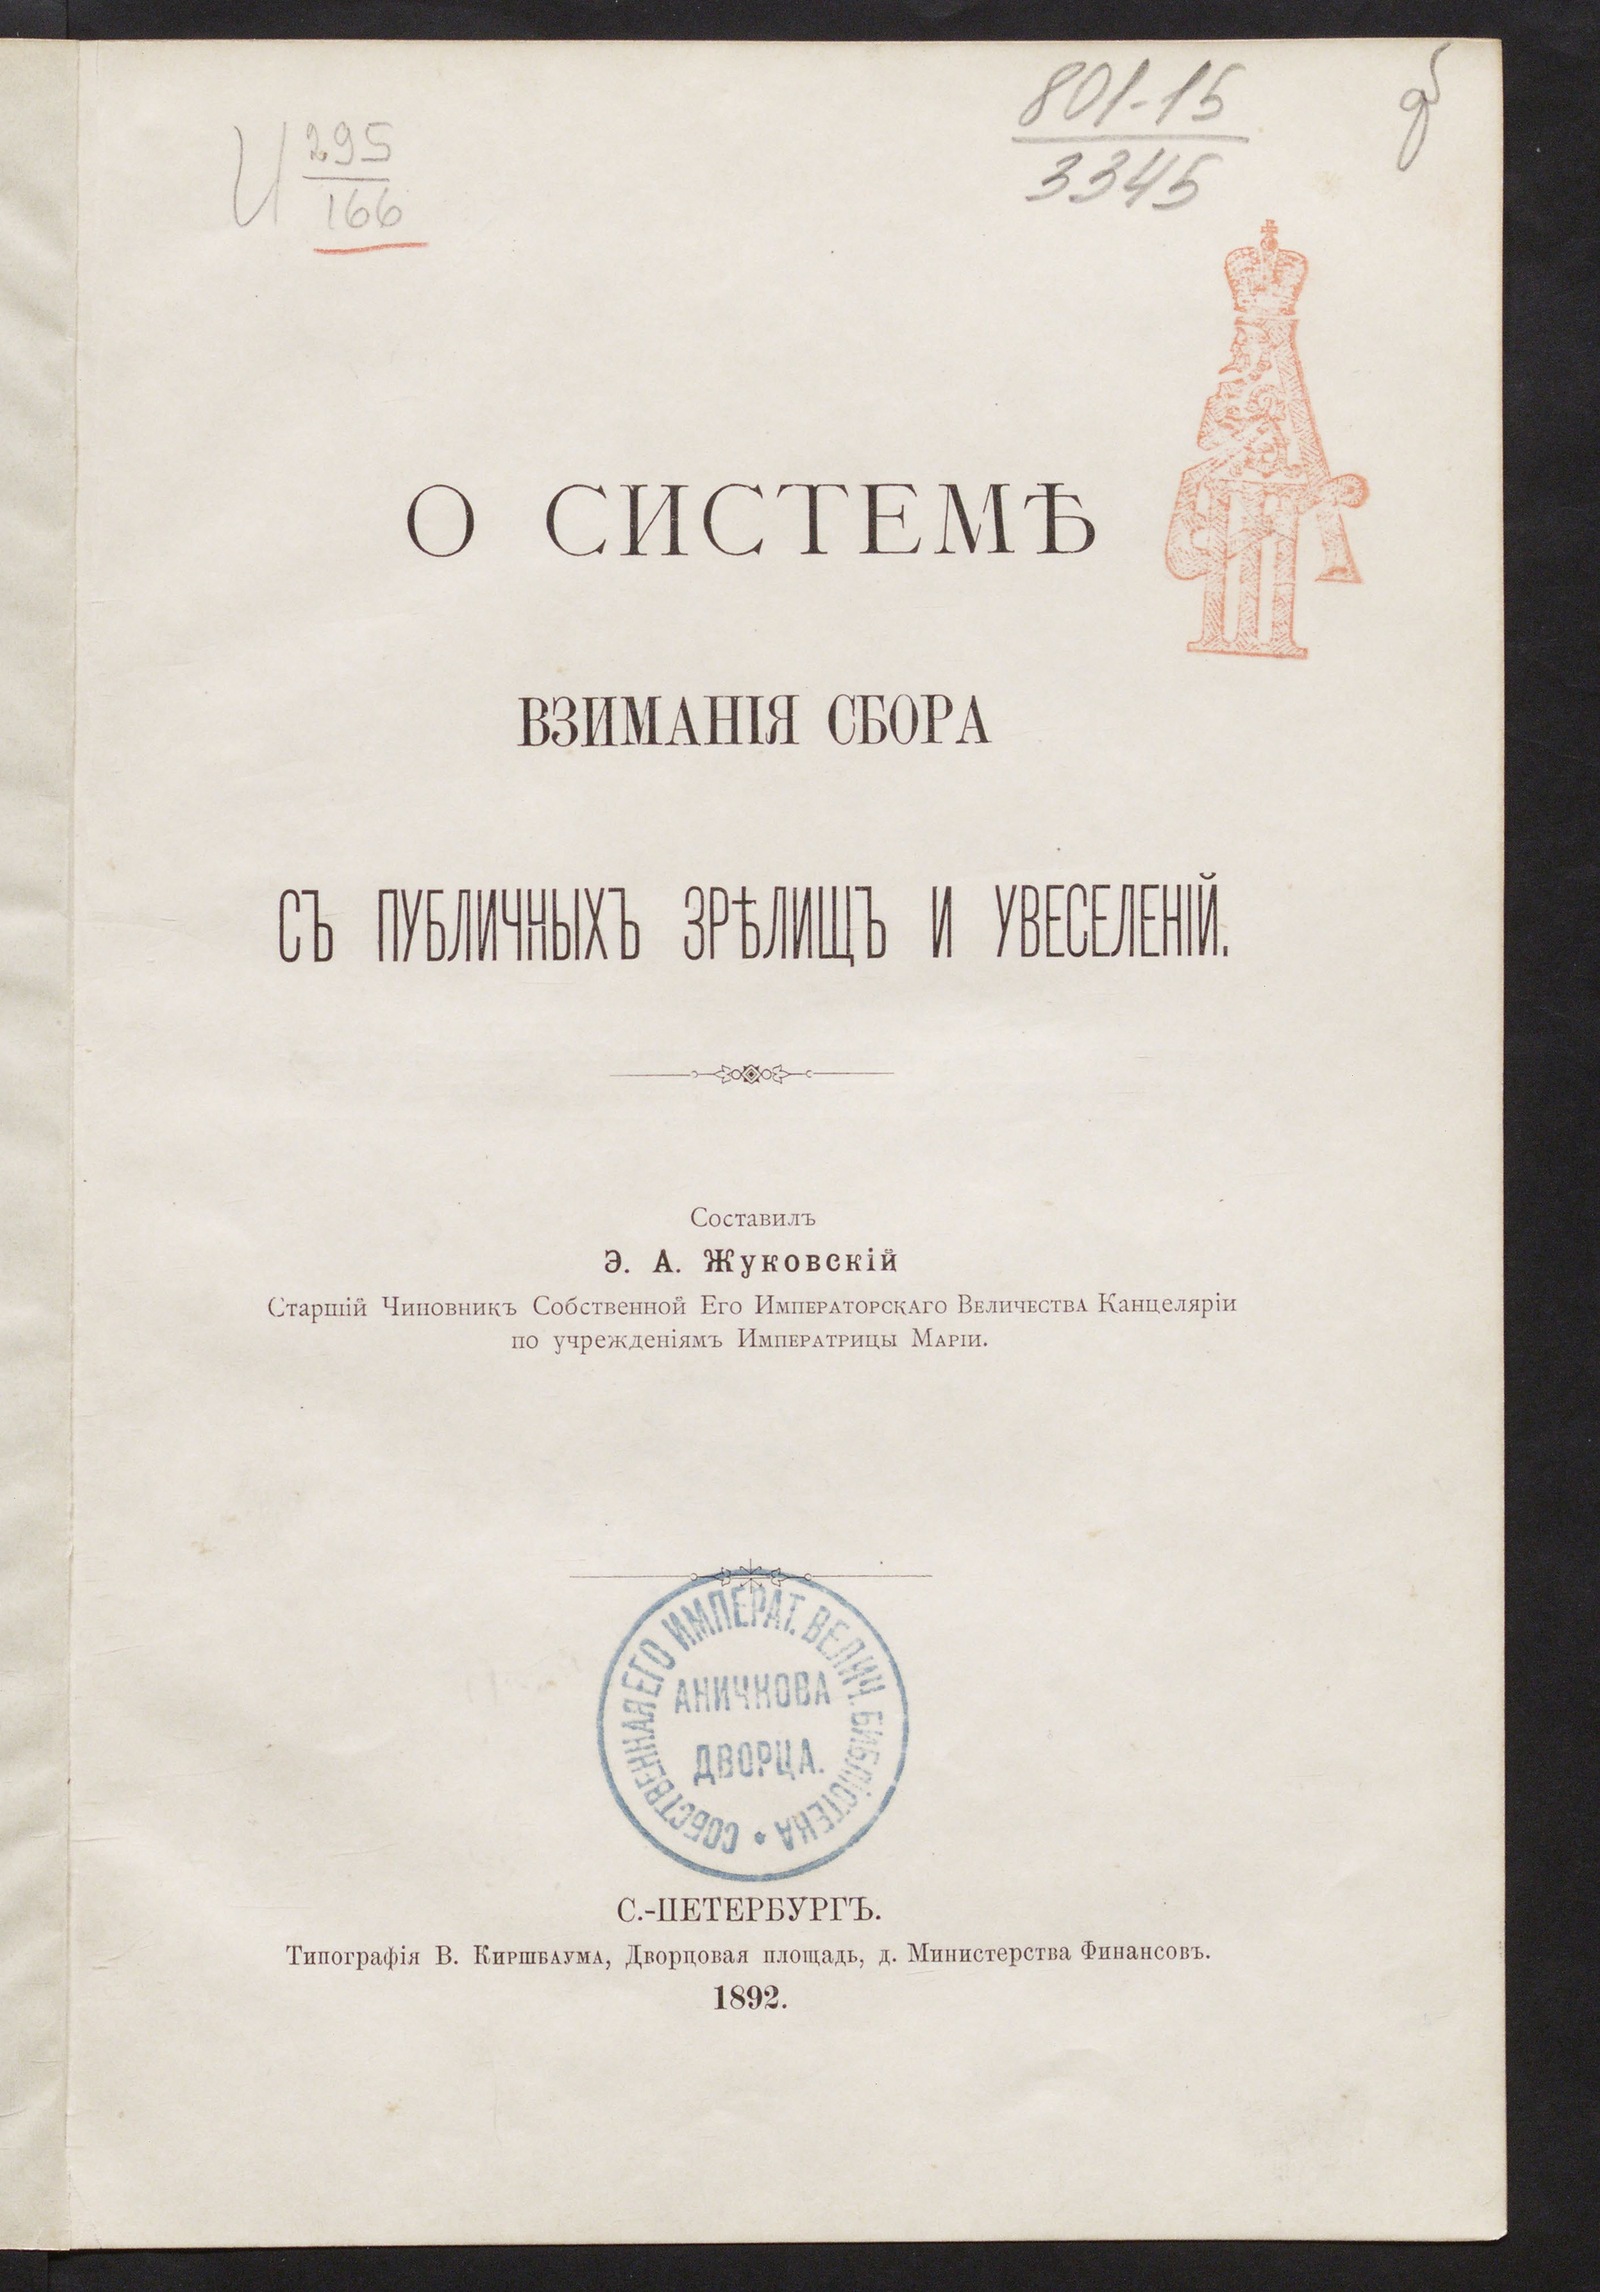 И 295
166
801-15
3345
О СИСТЕМѢ
ВЗИМАНІЯ СБОРА
СЪ ПУБЛИЧНЫХЪ ЗРѢЛИЩЪ И УВЕСЕЛЕНІЙ.
Составилъ
Э. А. Жуковскій
Старшій Чиновникъ Собственной Его Императорскаго Величества Канцеляріи
по учрежденіямъ Императрицы Маріи.
СОБСТВЕННАЯ ЕГО ИМПЕРАТ. ВЕЛИЧ. БИБЛІОТЕКА
АНИЧКОВА
ДВОРЦА.
С.-ПЕТЕРБУРГЪ.
Типографія В. Киршбаума, Дворцовая площадь, д. Министерства Финансовъ.
1892.